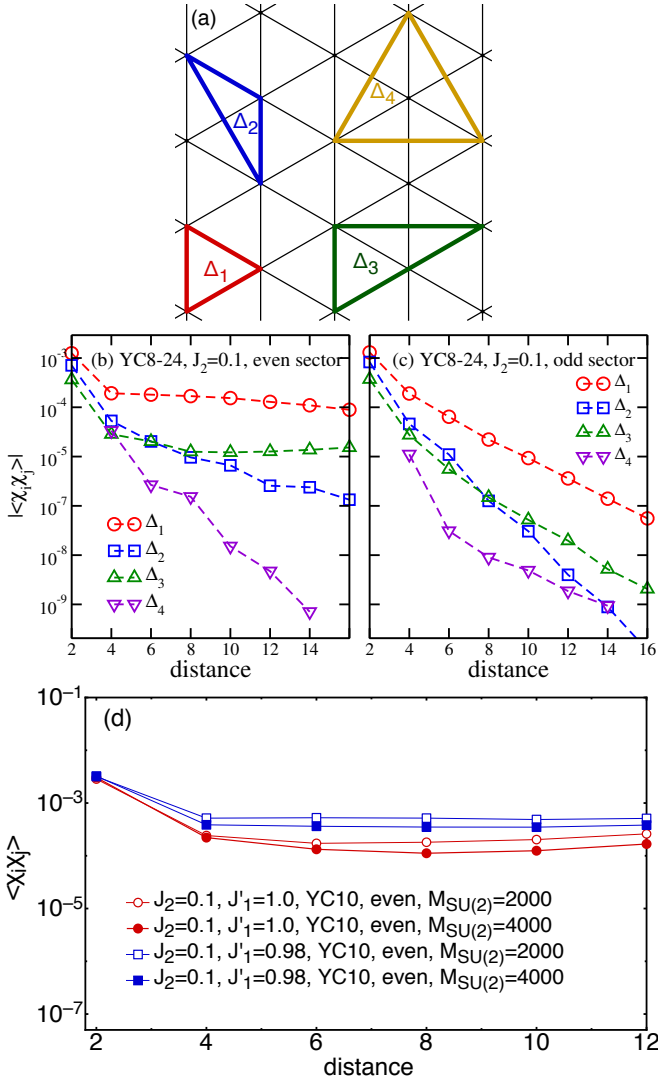 (a)
Δ4
Δ2
Δ1
Δ3
(b) YC8-24, J2=0.1, even sector
(c) YC8-24, J2=0.1, odd sector
|<χiχj>|
10^-3
10^-4
10^-5
10^-7
10^-8
10^-9
Δ1
Δ2
Δ3
Δ4
Δ1
Δ2
Δ3
Δ4
2 4 6 8 10 12 14
2 4 6 8 10 12 14 16
distance
distance
(d)
10^-1
10^-3
10^-5
10^-7
<χiχj>
J2=0.1, J'1=1.0, YC10, even, MSU(2)=2000
J2=0.1, J'1=1.0, YC10, even, MSU(2)=4000
J2=0.1, J'1=0.98, YC10, even, MSU(2)=2000
J2=0.1, J'1=0.98, YC10, even, MSU(2)=4000
2 4 6 8 10 12
distance